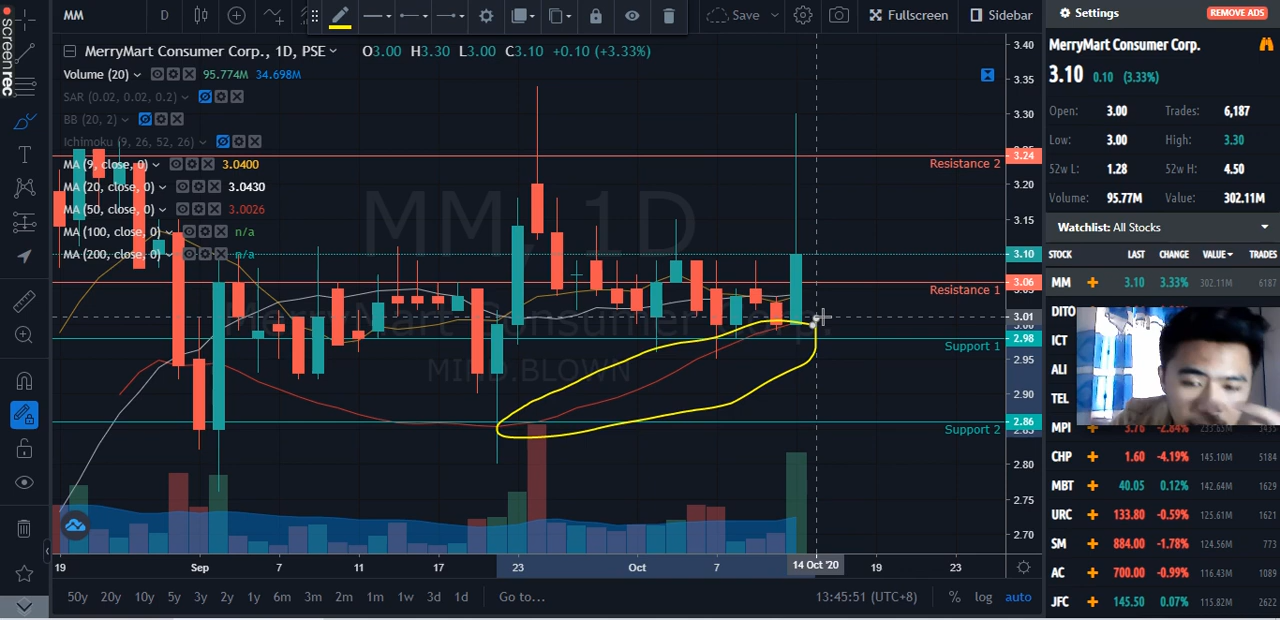 screenrec
MM D Save Fullscreen Sidebar
MerryMart Consumer Corp., 1D, PSE O3.00 H3.30 L3.00 C3.10 +0.10 (+3.33%)
Volume (20) 95.774M 34.698M
SAR (0.02, 0.02, 0.2)
BB (20, 2)
Ichimoku (9, 26, 52, 26)
MA (9, close, 0) 3.0400
MA (20, close, 0) 3.0430
MA (50, close, 0) 3.0026
MA (100, close, 0) n/a
MA (200, close, 0) n/a
MM, 1D
MerryMart Consumer Corp.
MIND.BLOWN
Resistance 2
Resistance 1
Support 1
Support 2
3.40
3.35
3.30
3.24
3.20
3.15
3.10
3.06
3.01
2.98
2.95
2.90
2.86
2.80
2.75
2.70
19 Sep 7 11 17 23 Oct 7 14 Oct '20 19 23
50y 20y 10y 5y 3y 2y 1y 6m 3m 2m 1m 1w 3d 1d Go to... 13:45:51 (UTC+8) % log auto
Settings REMOVE ADS
MerryMart Consumer Corp.
3.10 0.10 (3.33%)
Open: 3.00 Trades: 6,187
Low: 3.00 High: 3.30
52w L: 1.28 52w H: 4.50
Volume: 95.77M Value: 302.11M
Watchlist: All Stocks
STOCK LAST CHANGE VALUE TRADES
MM 3.10 3.33% 302.11M 6187
DITO
ICT
ALI
TEL
MPI 3.76 -2.84%
CHP 1.60 -4.19% 145.10M 5184
MBT 40.05 0.12% 142.64M 1629
URC 133.80 -0.59% 125.61M 1621
SM 884.00 -1.78% 124.56M 773
AC 700.00 -0.99% 116.43M 1089
JFC 145.50 0.07% 115.82M 2622